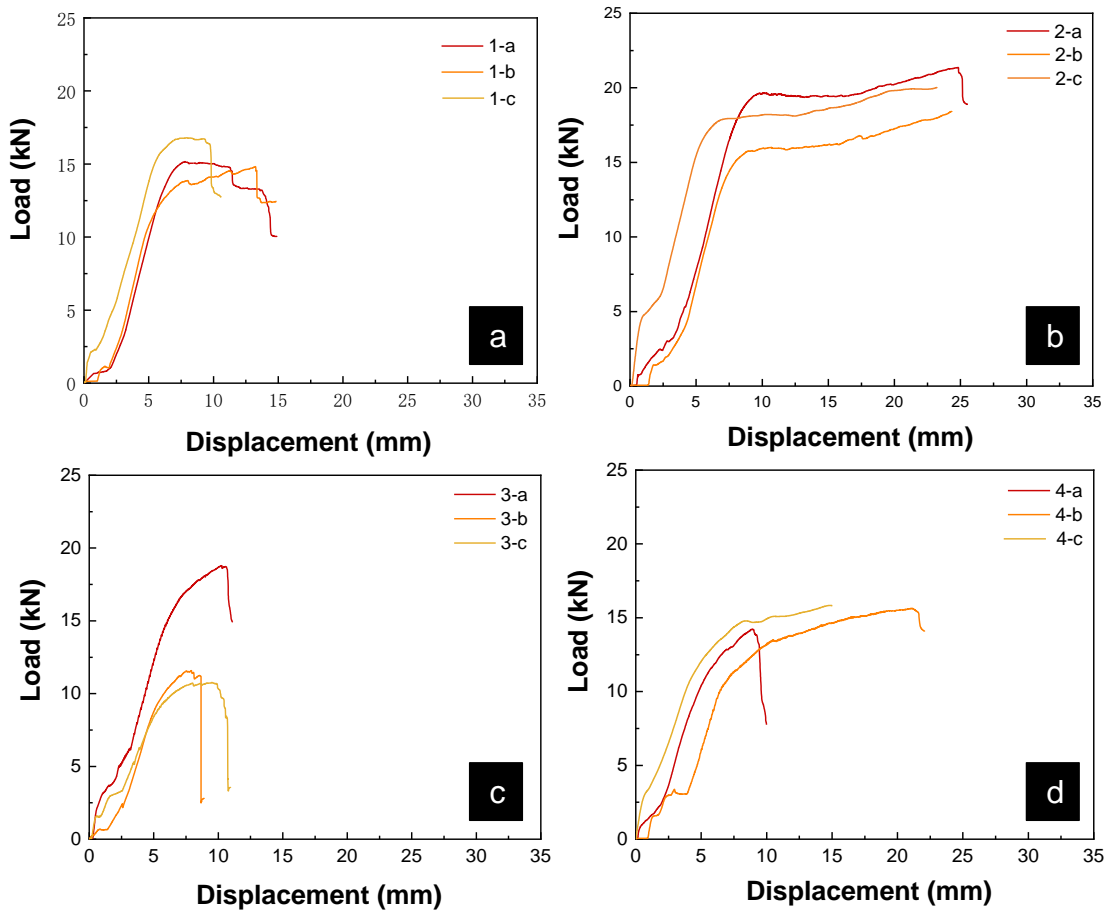 25
20
15
10
5
0
Load (kN)
1-a
1-b
1-c
a
0 5 10 15 20 25 30 35
Displacement (mm)
25
20
15
10
5
0
Load (kN)
2-a
2-b
2-c
b
0 5 10 15 20 25 30 35
Displacement (mm)
25
20
15
10
5
0
Load (kN)
3-a
3-b
3-c
c
0 5 10 15 20 25 30 35
Displacement (mm)
25
20
15
10
5
0
Load (kN)
4-a
4-b
4-c
d
0 5 10 15 20 25 30 35
Displacement (mm)